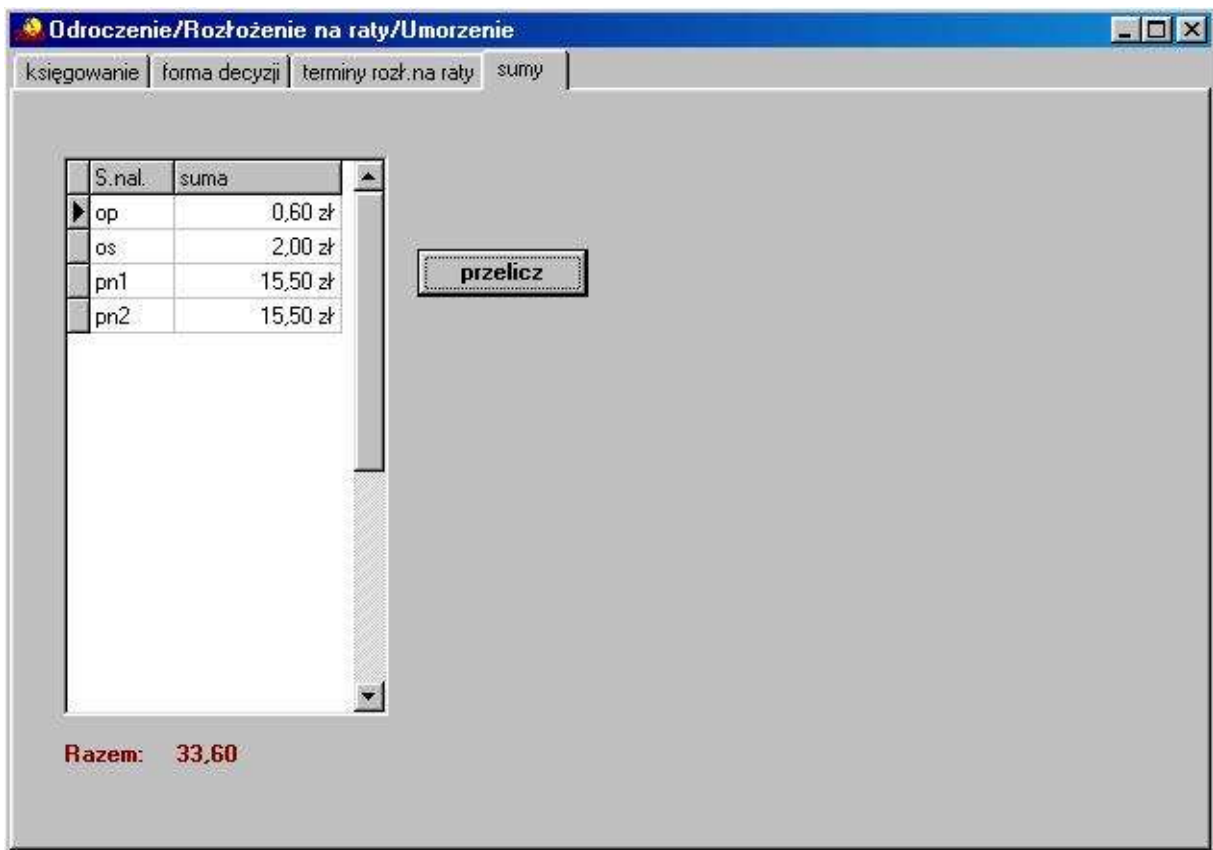 Odroczenie/Rozłożenie na raty/Umorzenie
księgowanie forma decyzji terminy rozł.na raty sumy
S.nal. suma
op 0,60 zł
os 2,00 zł
pn1 15,50 zł
pn2 15,50 zł
przelicz
Razem: 33,60